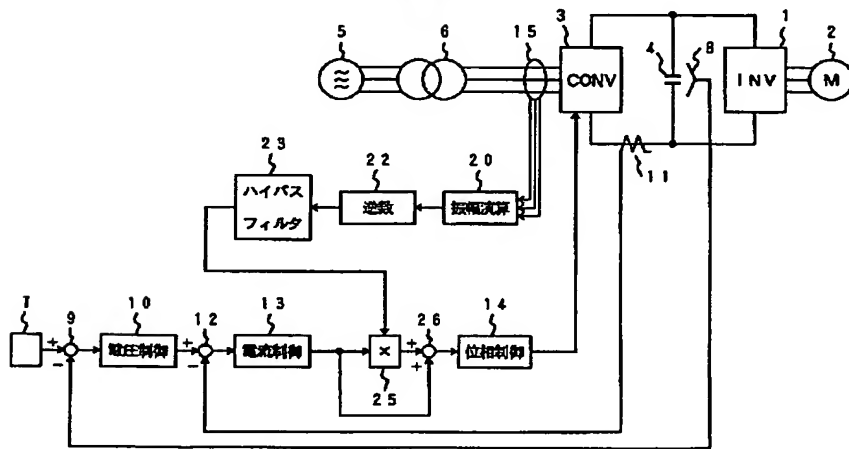 5 6 15 3 4 8 1 2
CONV
INV
M
11
23 22 20
ハイパス
フィルタ
逆数
振幅演算
7 9 10 12 13 26 14
+
−
電圧制御
+
−
電流制御
×
+
+
位相制御
25